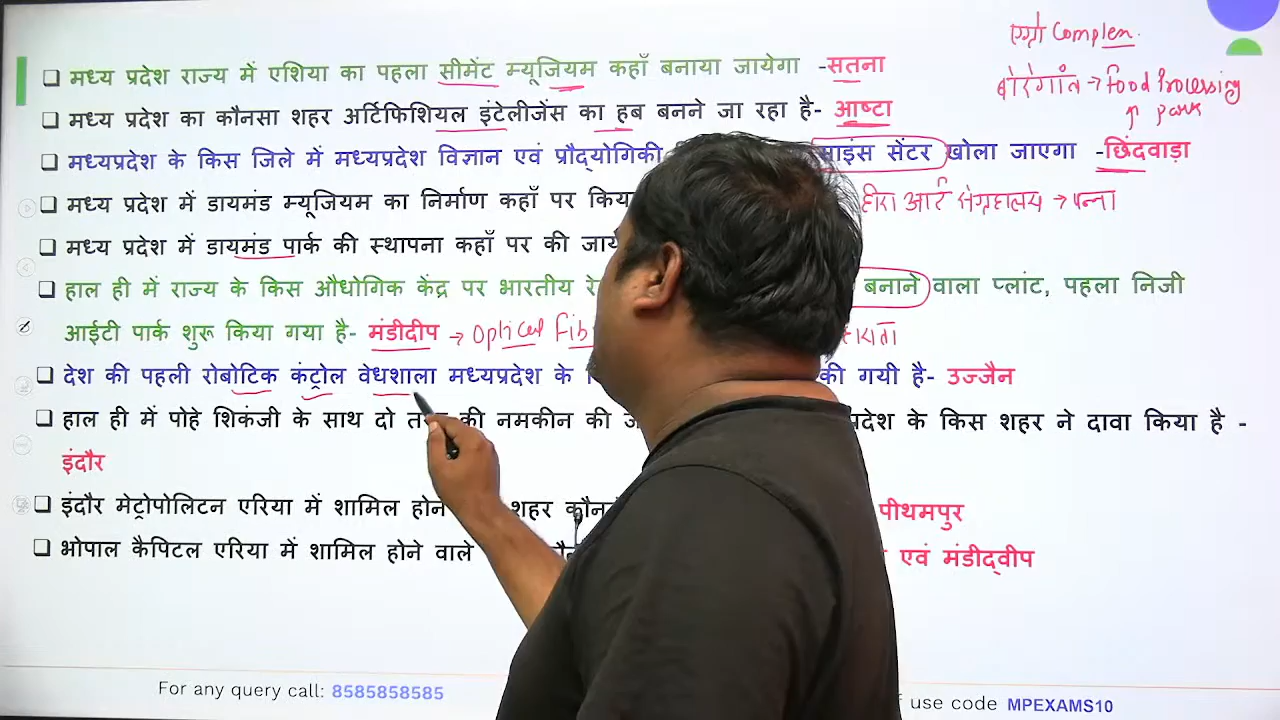 एग्रो Complex.
मध्य प्रदेश राज्य में एशिया का पहला सीमेंट म्यूजियम कहाँ बनाया जायेगा -सतना
बोरेगांव → Food Processing
park
मध्य प्रदेश का कौनसा शहर अर्टिफिशियल इंटेलीजेंस का हब बनने जा रहा है- आष्टा
मध्यप्रदेश के किस जिले में मध्यप्रदेश विज्ञान एवं प्रौद्योगिकी साइंस सेंटर खोला जाएगा -छिंदवाड़ा
मध्य प्रदेश में डायमंड म्यूजियम का निर्माण कहाँ पर किया हीरा आर्ट संग्रहालय → पन्ना
मध्य प्रदेश में डायमंड पार्क की स्थापना कहाँ पर की
हाल ही में राज्य के किस औधोगिक केंद्र पर भारतीय बनाने वाला प्लांट, पहला निजी
आईटी पार्क शुरू किया गया है- मंडीदीप → Optical
देश की पहली रोबोटिक कंट्रोल वेधशाला मध्यप्रदेश के की गयी है- उज्जैन
हाल ही में पोहे शिकंजी के साथ दो की नमकीन की के किस शहर ने दावा किया है -
इंदौर
इंदौर मेट्रोपोलिटन एरिया में शामिल शहर पीथमपुर
भोपाल कैपिटल एरिया में शामिल होने वाले एवं मंडीद्वीप
For any query call: 8585858585
use code MPEXAMS10